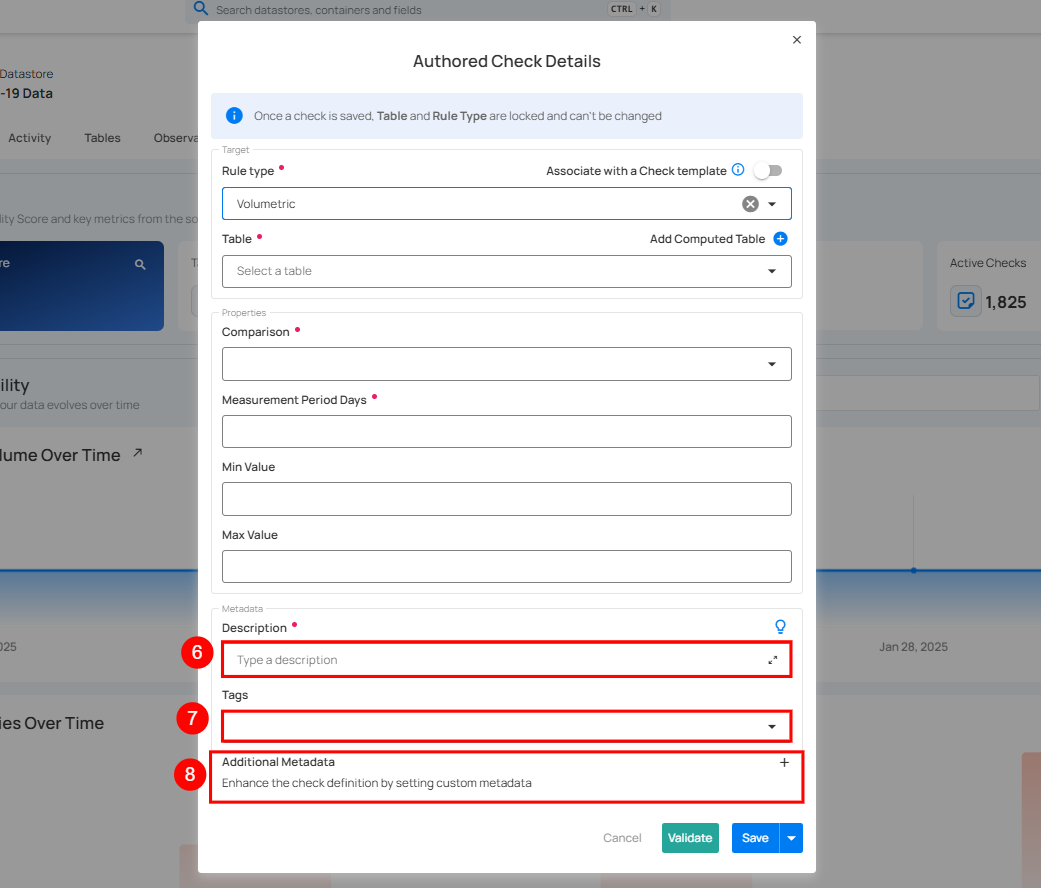 Search datastores, containers and fields CTRL + K
Authored Check Details
Datastore
-19 Data
Once a check is saved, Table and Rule Type are locked and can't be changed
Activity Tables Observa
Target
Rule type • Associate with a Check template
Volumetric
lity Score and key metrics from the so
Table • Add Computed Table
re
Select a table
Active Checks
1,825
Properties
Comparison •
ility
our data evolves over time
Measurement Period Days •
lume Over Time
Min Value
Max Value
Metadata
Description •
025
Jan 28, 2025
6 Type a description
Tags
7
ies Over Time
8 Additional Metadata +
Enhance the check definition by setting custom metadata
Cancel Validate Save